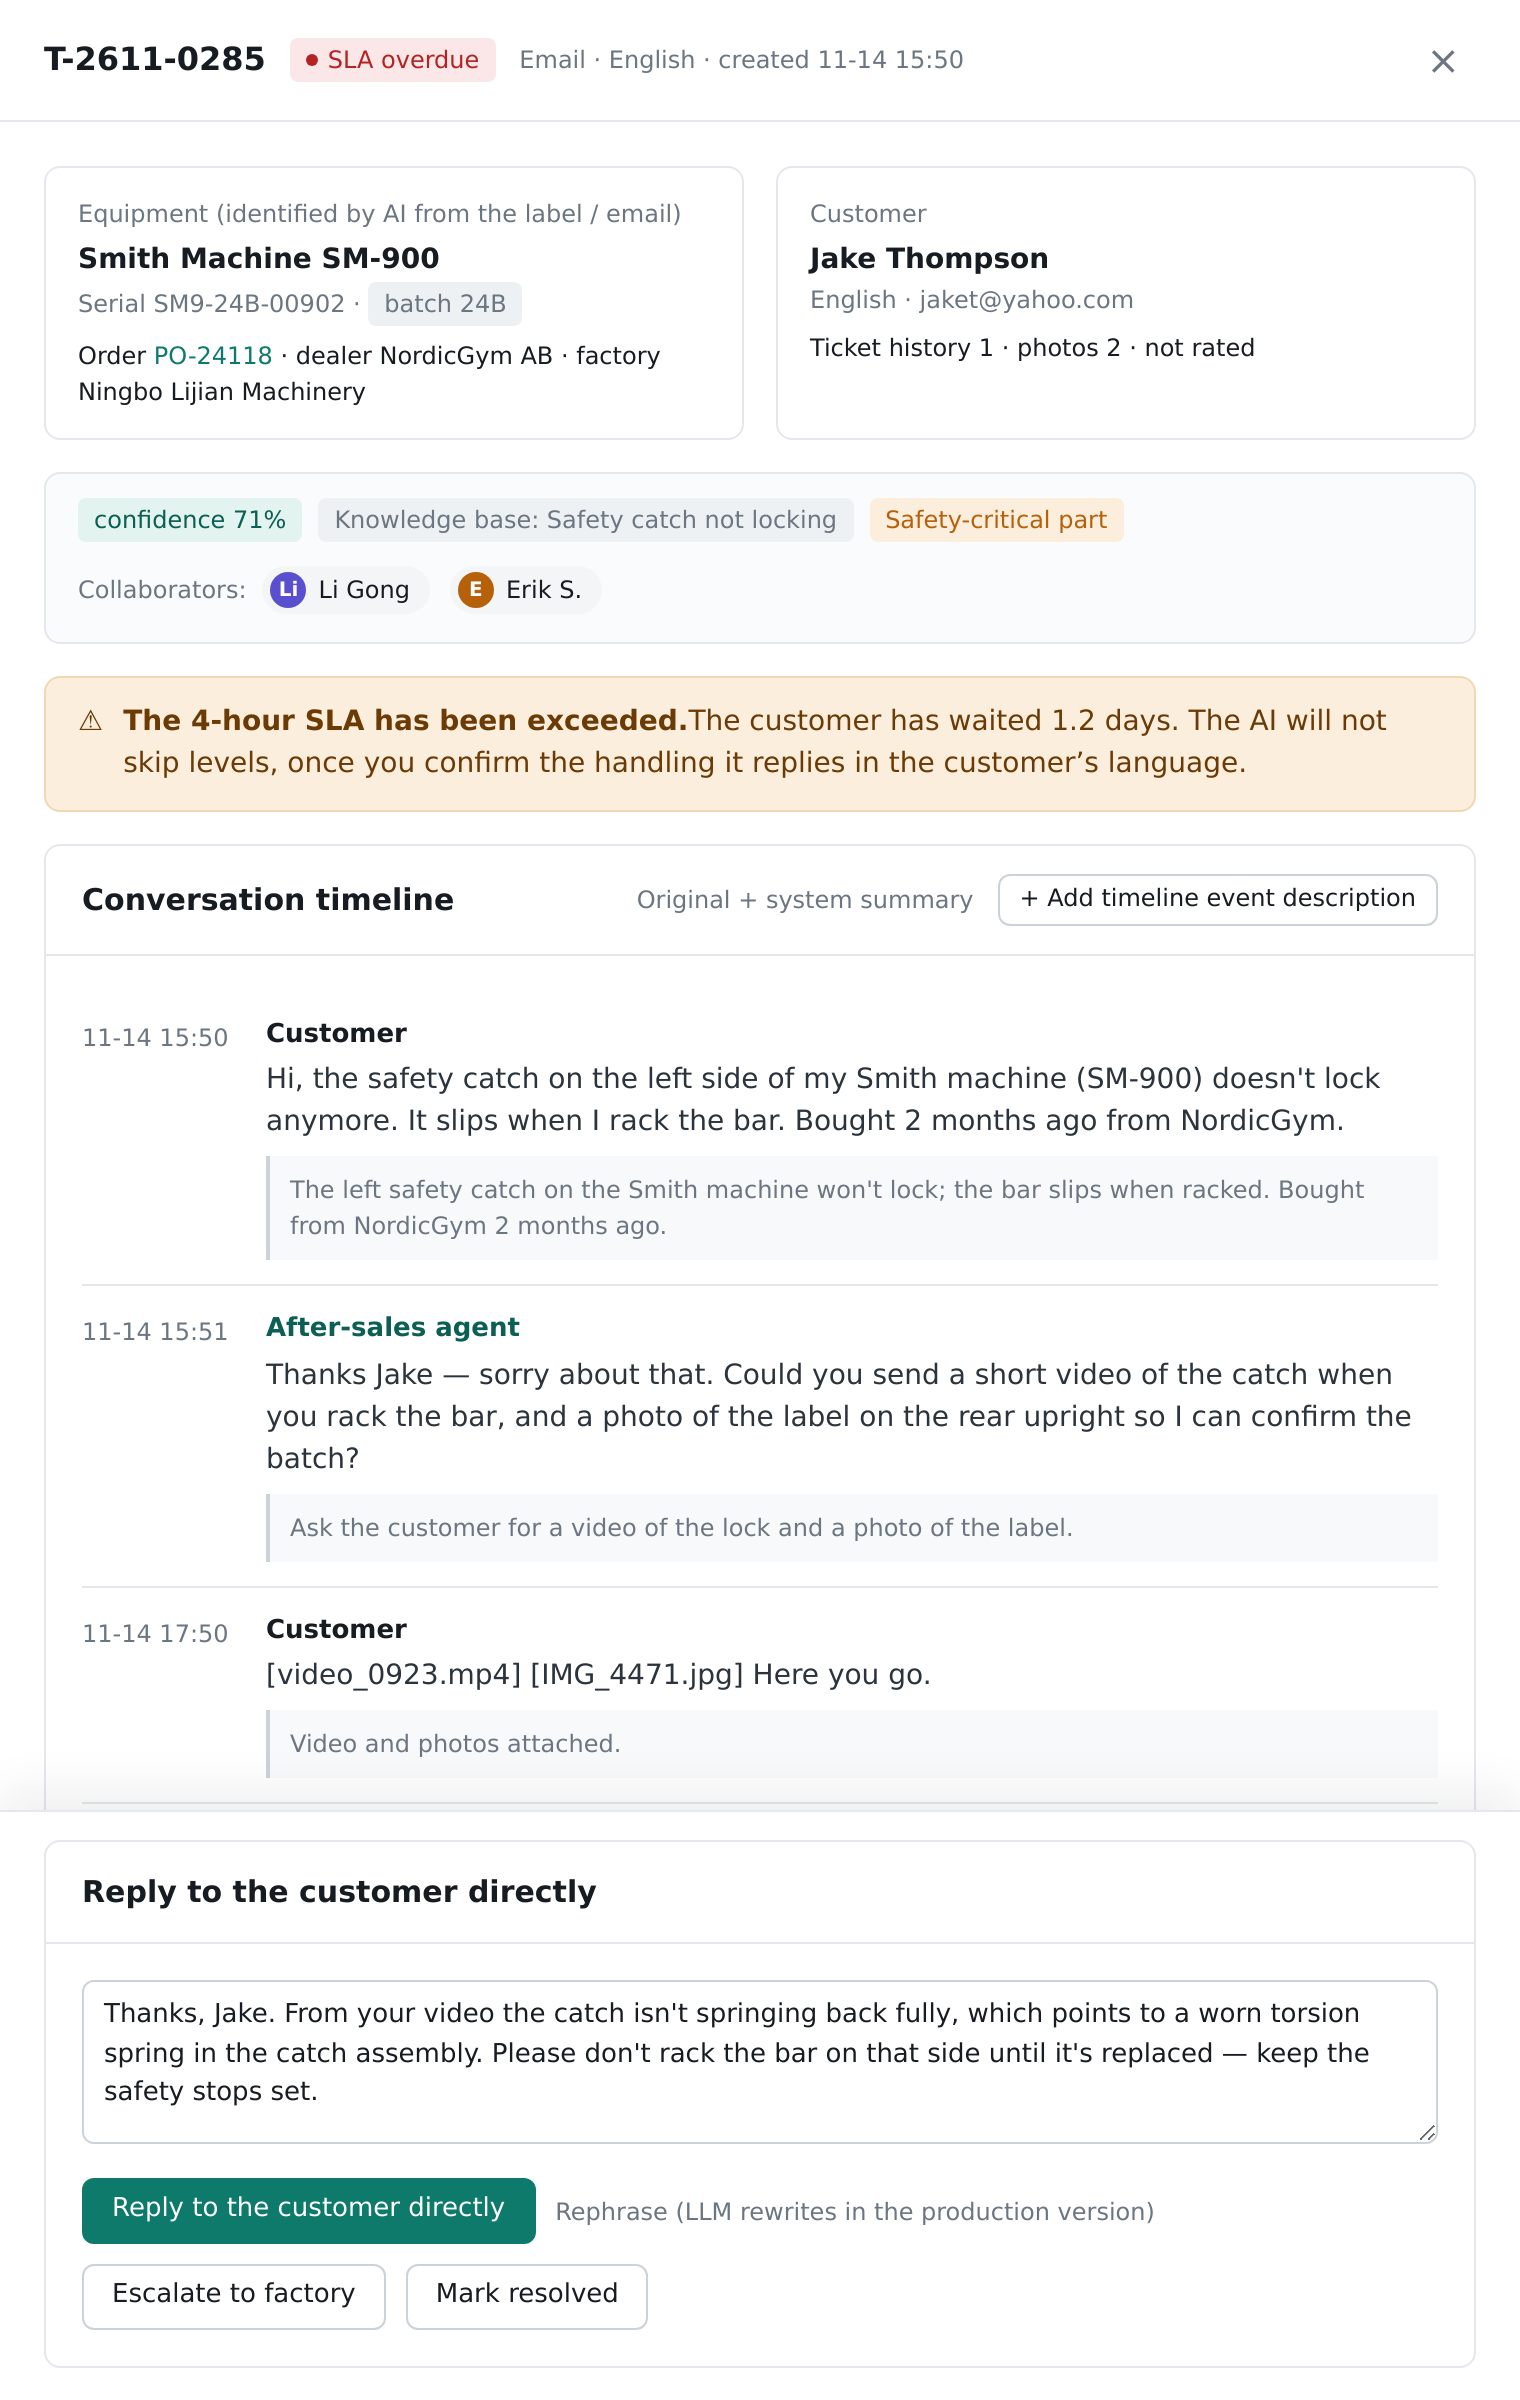 T-2611-0285
SLA overdue
Email · English · created 11-14 15:50
Equipment (identified by AI from the label / email)
Smith Machine SM-900
Serial SM9-24B-00902 · batch 24B
Order PO-24118 · dealer NordicGym AB · factory
Ningbo Lijian Machinery
Customer
Jake Thompson
English · jaket@yahoo.com
Ticket history 1 · photos 2 · not rated
confidence 71%
Knowledge base: Safety catch not locking
Safety-critical part
Collaborators:
Li Li Gong
E Erik S.
⚠ The 4-hour SLA has been exceeded.The customer has waited 1.2 days. The AI will not
skip levels, once you confirm the handling it replies in the customer’s language.
Conversation timeline
Original + system summary
+ Add timeline event description
11-14 15:50
Customer
Hi, the safety catch on the left side of my Smith machine (SM-900) doesn't lock
anymore. It slips when I rack the bar. Bought 2 months ago from NordicGym.
The left safety catch on the Smith machine won't lock; the bar slips when racked. Bought
from NordicGym 2 months ago.
11-14 15:51
After-sales agent
Thanks Jake — sorry about that. Could you send a short video of the catch when
you rack the bar, and a photo of the label on the rear upright so I can confirm the
batch?
Ask the customer for a video of the lock and a photo of the label.
11-14 17:50
Customer
[video_0923.mp4] [IMG_4471.jpg] Here you go.
Video and photos attached.
Reply to the customer directly
Thanks, Jake. From your video the catch isn't springing back fully, which points to a worn torsion
spring in the catch assembly. Please don't rack the bar on that side until it's replaced — keep the
safety stops set.
Reply to the customer directly
Rephrase (LLM rewrites in the production version)
Escalate to factory
Mark resolved